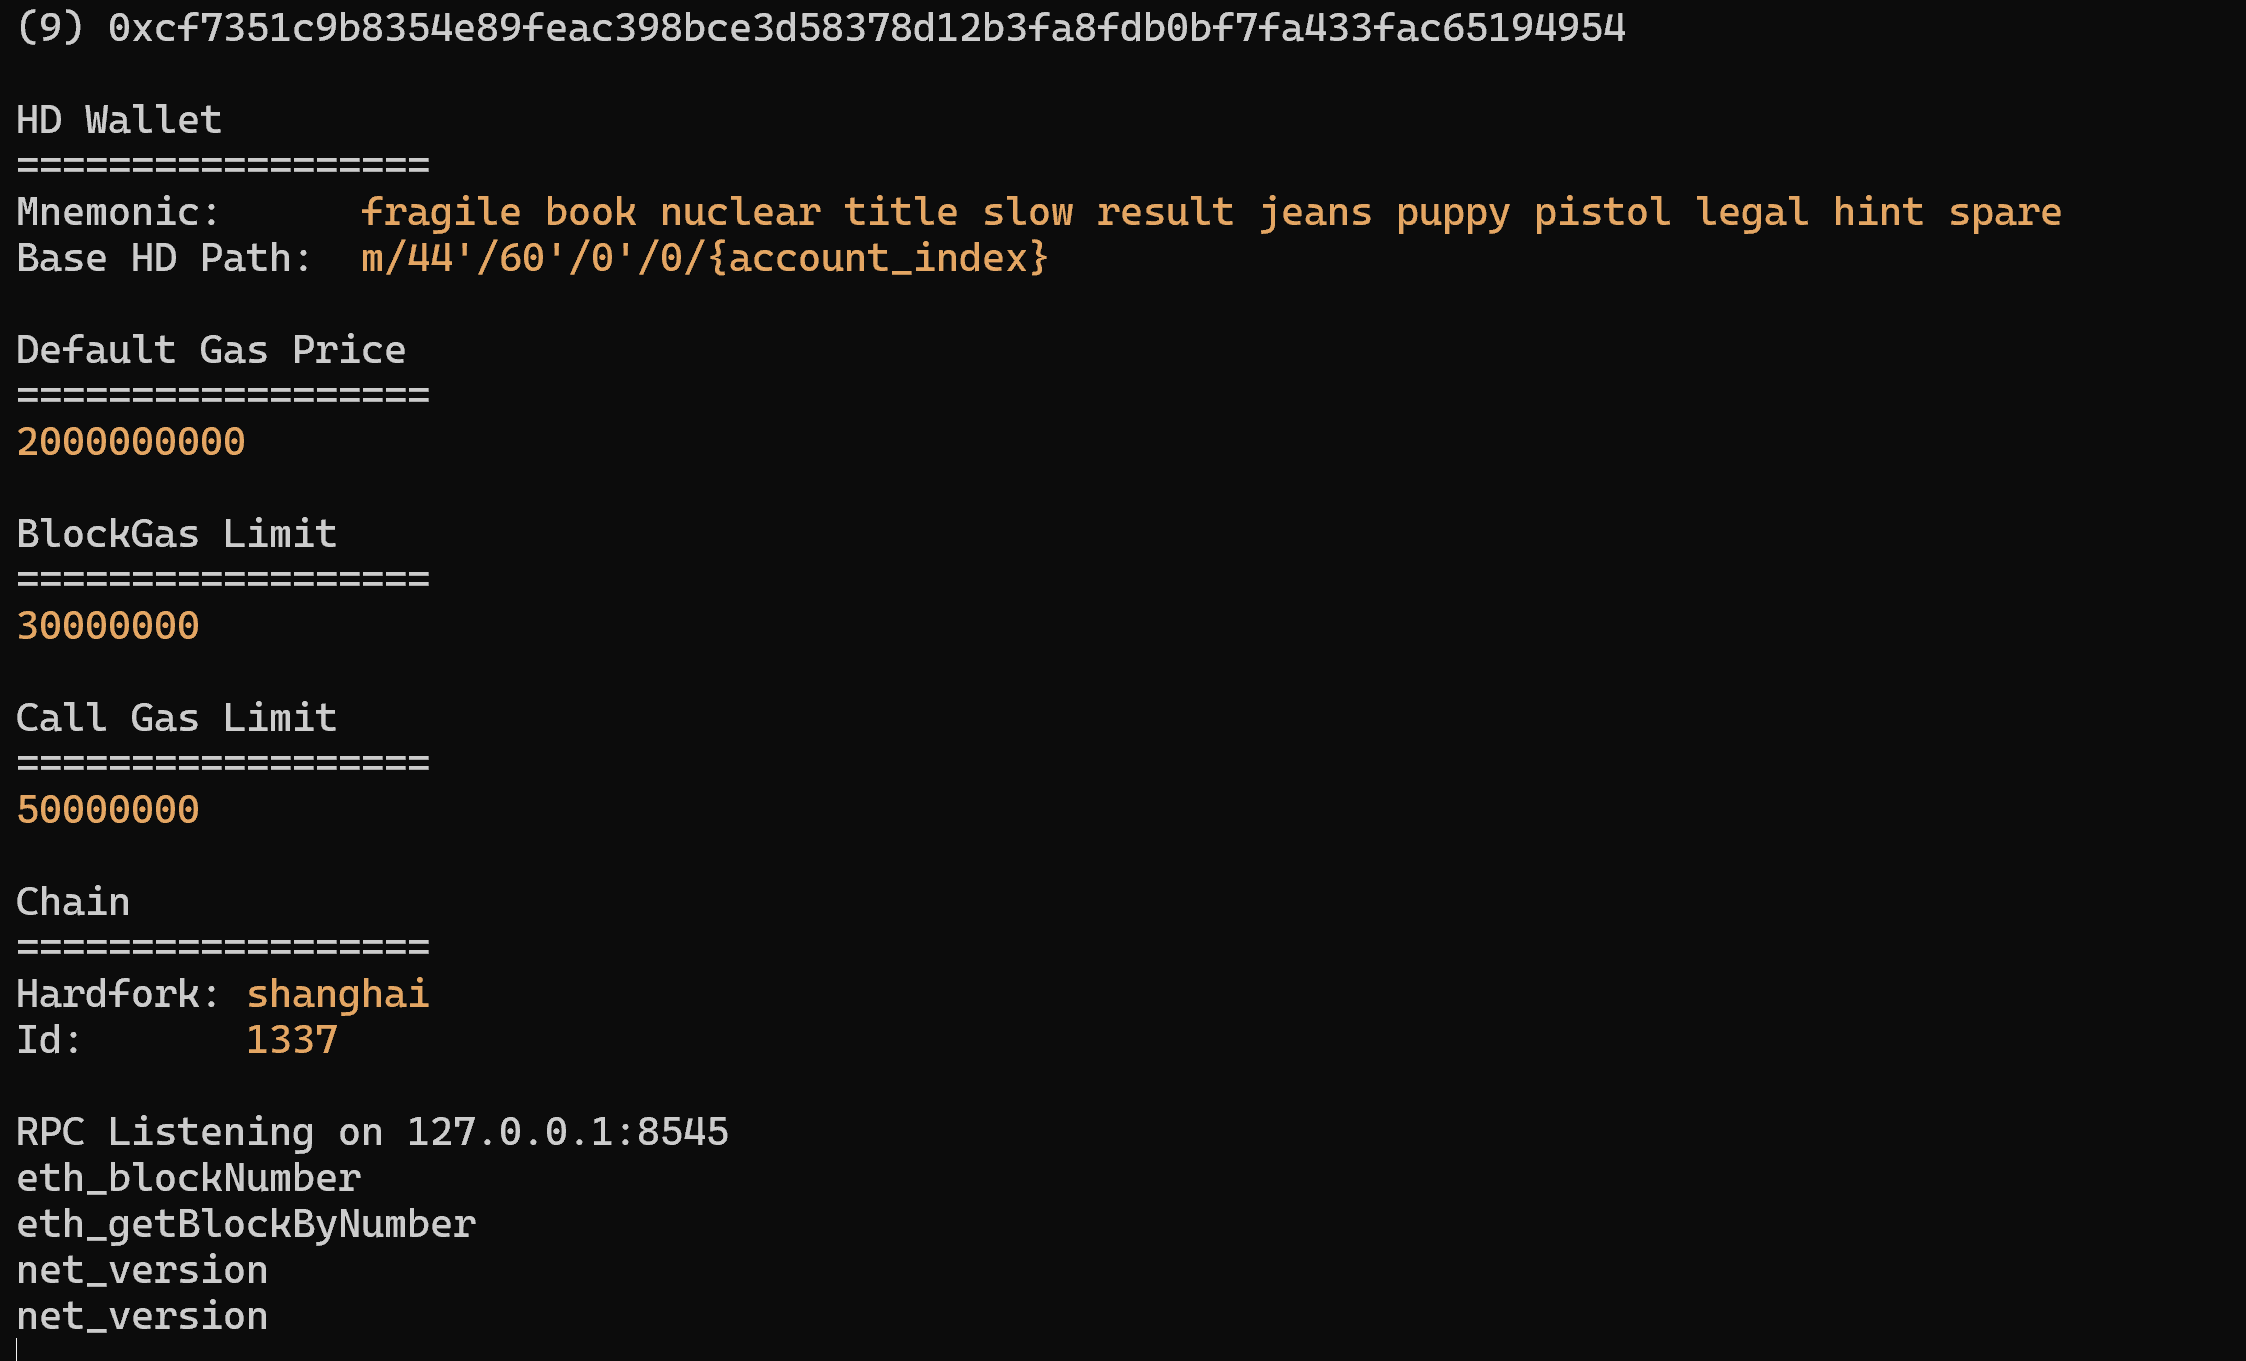 (9) 0xcf7351c9b8354e89feac398bce3d58378d12b3fa8fdb0bf7fa433fac65194954
HD Wallet
==================
Mnemonic:      fragile book nuclear title slow result jeans puppy pistol legal hint spare
Base HD Path:  m/44'/60'/0'/0/{account_index}
Default Gas Price
==================
2000000000
BlockGas Limit
==================
30000000
Call Gas Limit
==================
50000000
Chain
==================
Hardfork: shanghai
Id:       1337
RPC Listening on 127.0.0.1:8545
eth_blockNumber
eth_getBlockByNumber
net_version
net_version